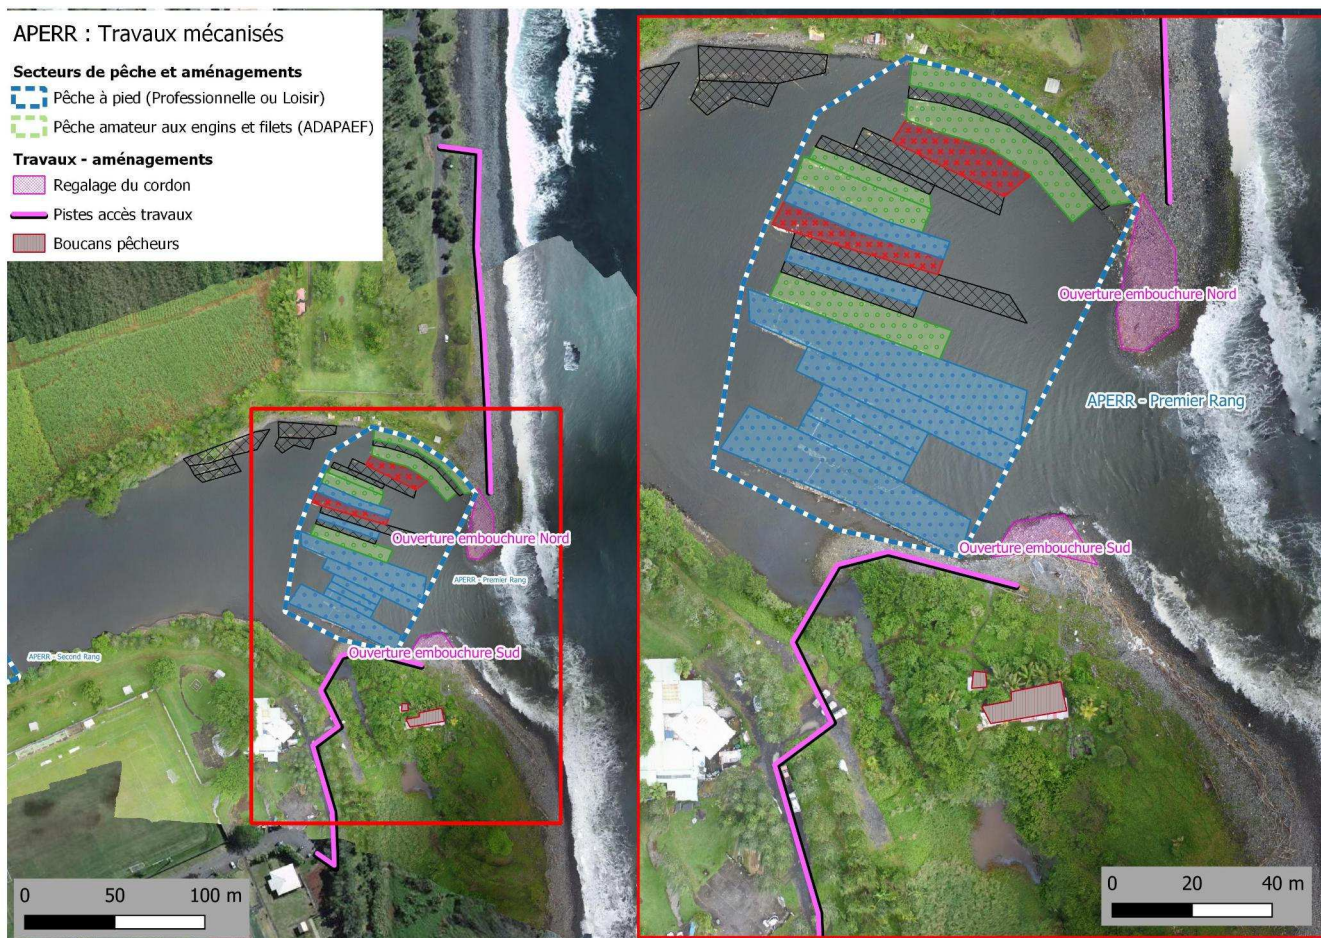 APERR : Travaux mécanisés
Secteurs de pêche et aménagements
Pêche à pied (Professionnelle ou Loisir)
Pêche amateur aux engins et filets (ADAPAEF)
Travaux - aménagements
Regalage du cordon
Pistes accès travaux
Boucans pêcheurs
Ouverture embouchure Nord
APERR - Premier Rang
Ouverture embouchure Sud
APERR - Second Rang
0 50 100 m
Ouverture embouchure Nord
APERR - Premier Rang
Ouverture embouchure Sud
0 20 40 m